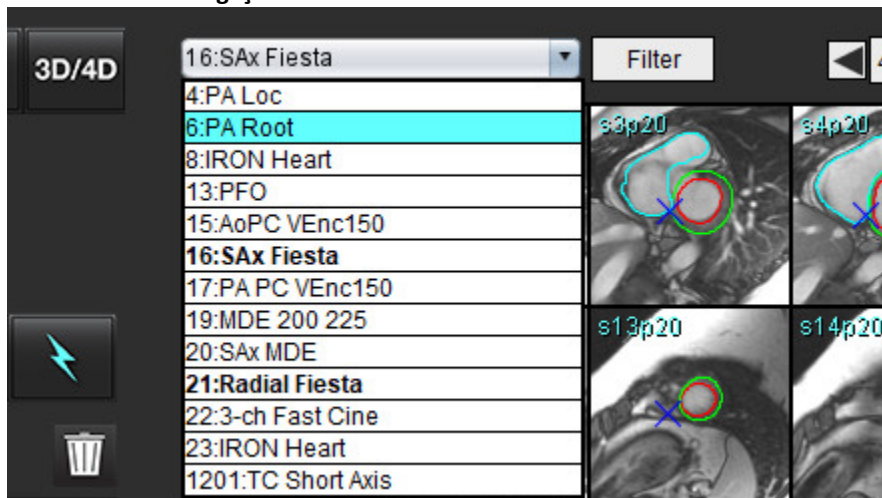 3D/4D
16:SAx Fiesta
Filter
4:PA Loc
6:PA Root
8:IRON Heart
13:PFO
15:AoPC VEnc150
16:SAx Fiesta
17:PA PC VEnc150
19:MDE 200 225
20:SAx MDE
21:Radial Fiesta
22:3-ch Fast Cine
23:IRON Heart
1201:TC Short Axis
s3p20
s4p20
s13p20
s14p20